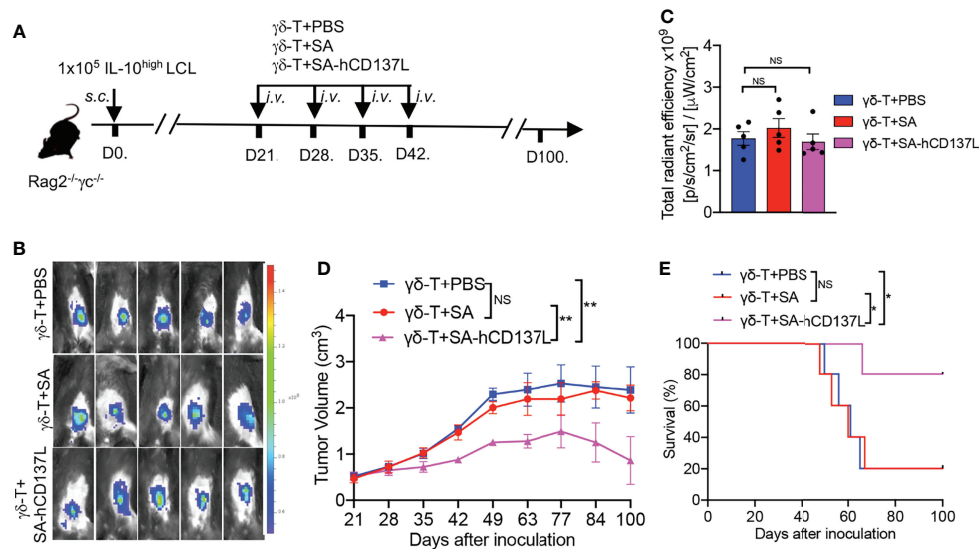 A
γδ-T+PBS
γδ-T+SA
γδ-T+SA-hCD137L
1x10⁵ IL-10ʰⁱᵍʰ LCL
s.c.
i.v. i.v. i.v. i.v.
D0. D21. D28. D35. D42. D100.
Rag2⁻/⁻γc⁻/⁻
B
γδ-T+PBS
γδ-T+SA
γδ-T+
SA-hCD137L
C
Total radiant efficiency x10⁹
[p/s/cm²/sr] / [μW/cm²]
4
3
2
1
0
NS
NS
γδ-T+PBS
γδ-T+SA
γδ-T+SA-hCD137L
D
γδ-T+PBS
γδ-T+SA
γδ-T+SA-hCD137L
NS
**
**
Tumor Volume (cm³)
4
3
2
1
0
21 28 35 42 49 63 77 84 100
Days after inoculation
E
γδ-T+PBS
γδ-T+SA
γδ-T+SA-hCD137L
NS
*
*
Survival (%)
100
80
60
40
20
0
0 20 40 60 80 100
Days after inoculation